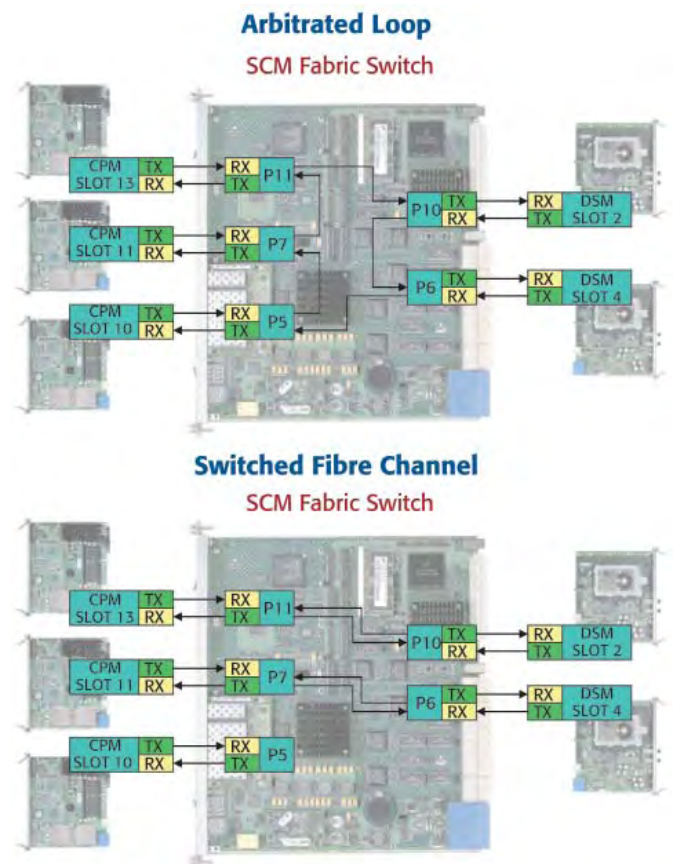 Arbitrated Loop
SCM Fabric Switch
CPM TX
SLOT 13 RX
RX P11
TX
P10 TX
RX
RX DSM
TX SLOT 2
CPM TX
SLOT 11 RX
RX P7
TX
P6 TX
RX
RX DSM
TX SLOT 4
CPM TX
SLOT 10 RX
RX P5
TX
Switched Fibre Channel
SCM Fabric Switch
CPM TX
SLOT 13 RX
RX P11
TX
P10 TX
RX
RX DSM
TX SLOT 2
CPM TX
SLOT 11 RX
RX P7
TX
P6 TX
RX
RX DSM
TX SLOT 4
CPM TX
SLOT 10 RX
RX P5
TX